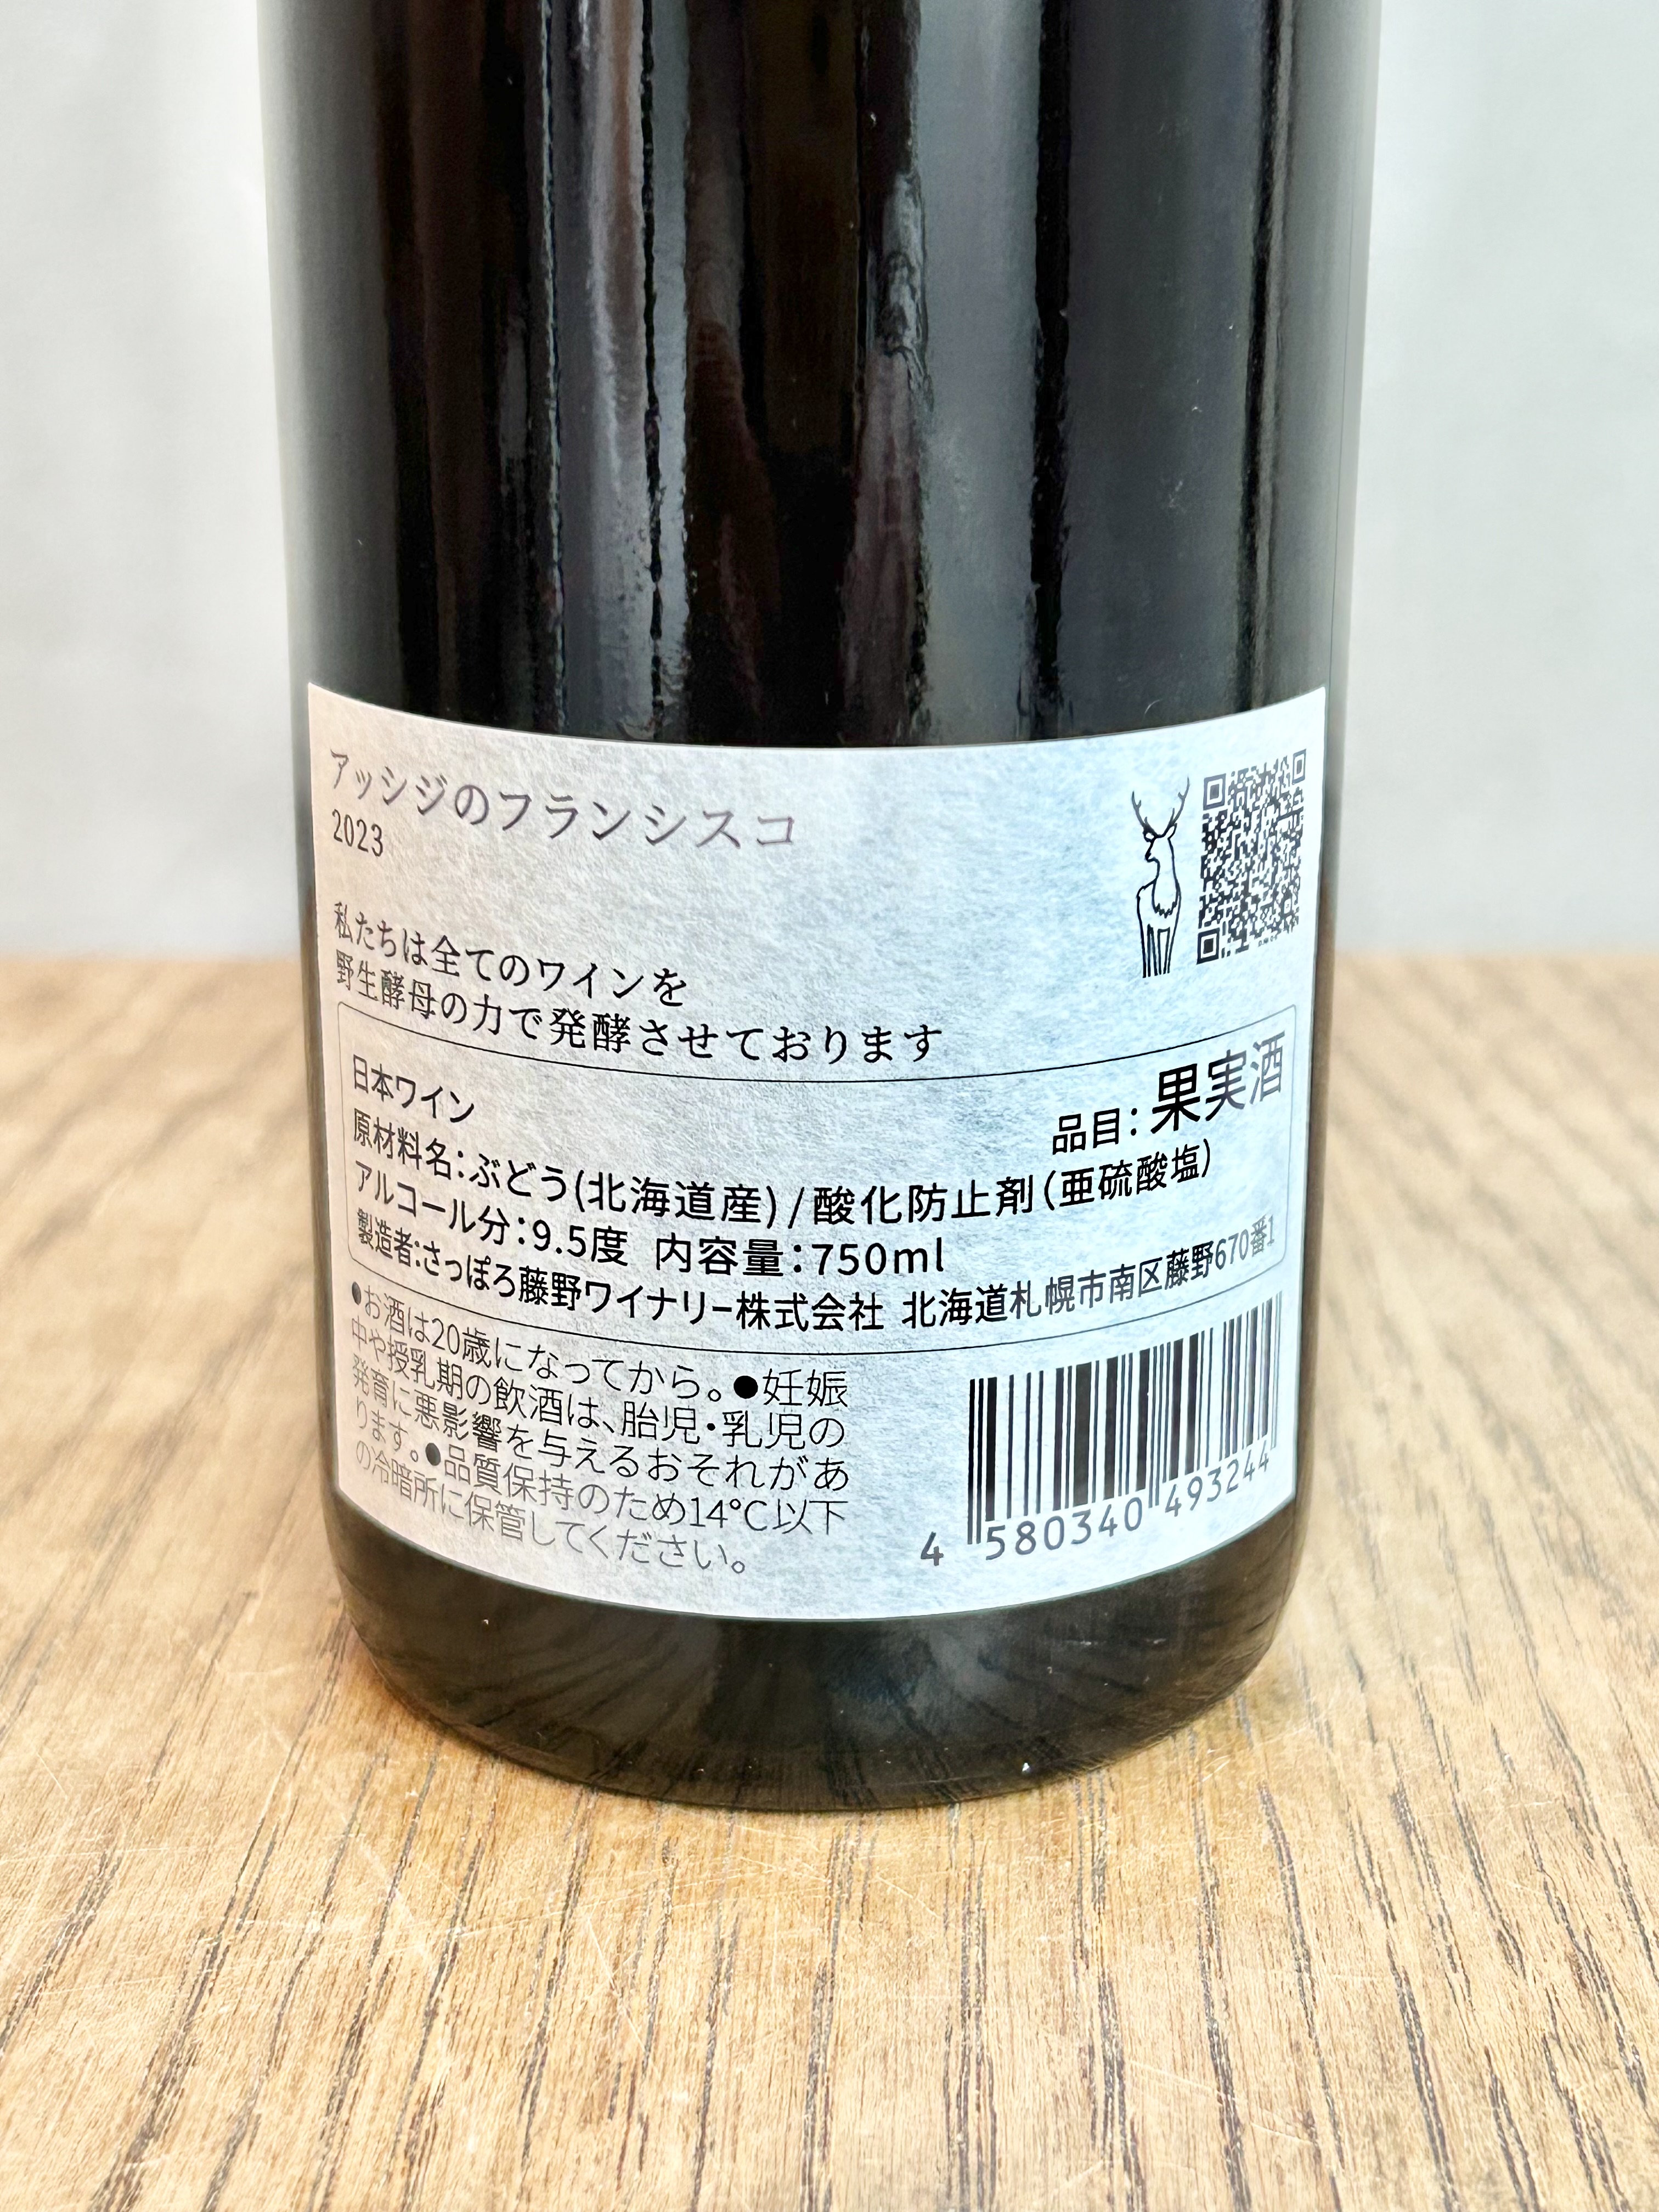 アッシジのフランシスコ
2023
私たちは全てのワインを
野生酵母の力で発酵させております
日本ワイン
品目：果実酒
原材料名：ぶどう(北海道産)/酸化防止剤(亜硫酸塩)
アルコール分：9.5度 内容量：750ml
製造者：さっぽろ藤野ワイナリー株式会社 北海道札幌市南区藤野670番1
●お酒は20歳になってから。●妊娠
中や授乳期の飲酒は、胎児・乳児の
発育に悪影響を与えるおそれがあ
ります。●品質保持のため14℃以下
の冷暗所に保管してください。
4 580340 493244